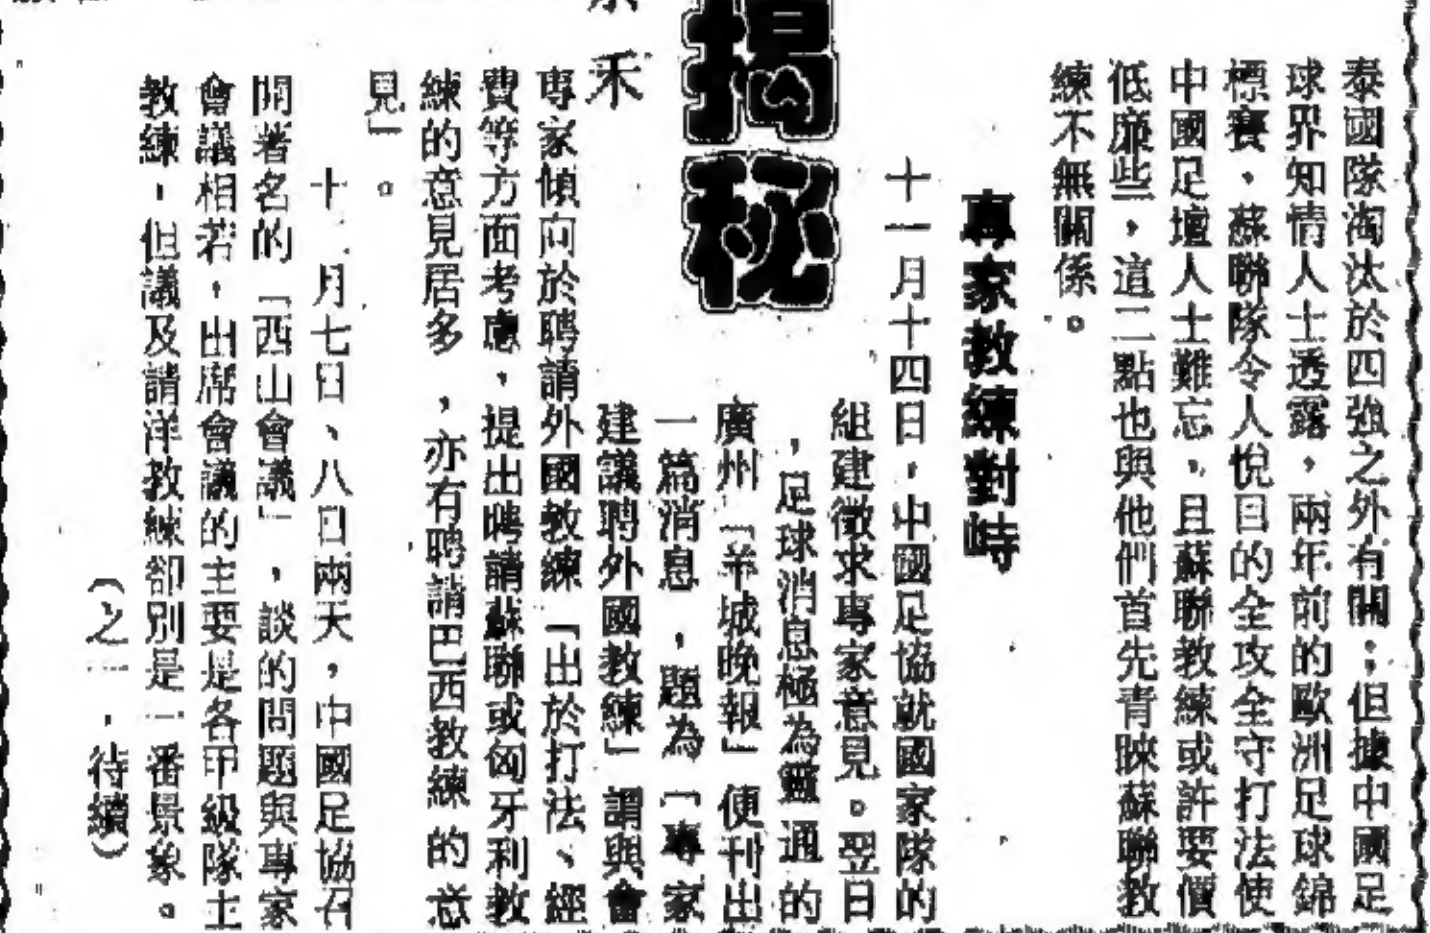 泰國隊淘汰於四強之外有關；但據中國足
球界知情人士透露，兩年前的歐洲足球錦
標賽，蘇聯隊令人悅目的全攻全守打法使
中國足壇人士難忘，且蘇聯教練或許要價
低廉些，這二點也與他們首先青睞蘇聯教
練不無關係。
專家教練對峙
十一月十四日，中國足協就國家隊的
組建徵求專家意見。翌日
，足球消息極為靈通的
廣州「羊城晚報」便刊出
一篇消息，題為「專家
建議聘外國教練」謂與會
專家傾向於聘請外國教練「出於打法、經
費等方面考慮，提出聘請蘇聯或匈牙利教
練的意見居多，亦有聘請巴西教練的意
見」。
揭秘
禾
十 月七日、八日兩天，中國足協召
開著名的「西山會議」，談的問題與專家
會議相若，出席會議的主要是各甲級隊主
教練，但議及請洋教練卻別是一番景象。
（之一，待續）